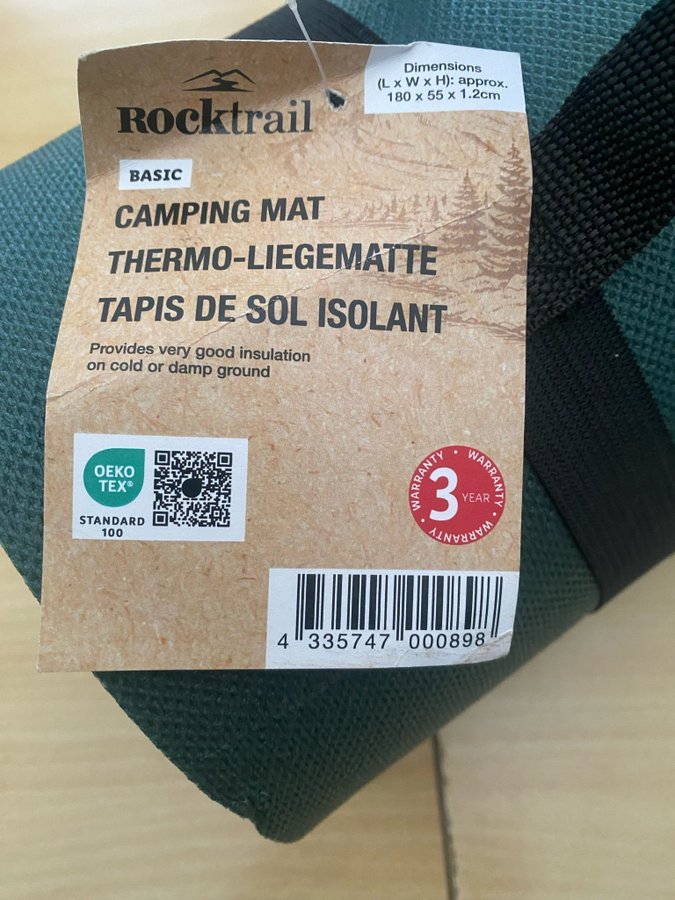 Dimensions
(L x W x H): approx.
180 x 55 x 1.2cm
Rocktrail
BASIC
CAMPING MAT
THERMO-LIEGEMATTE
TAPIS DE SOL ISOLANT
Provides very good insulation
on cold or damp ground
OEKO
TEX®
STANDARD
100
WARRANTY • WARRANTY • WARRANTY • WARRANTY •
3 YEAR
4 335747 000898